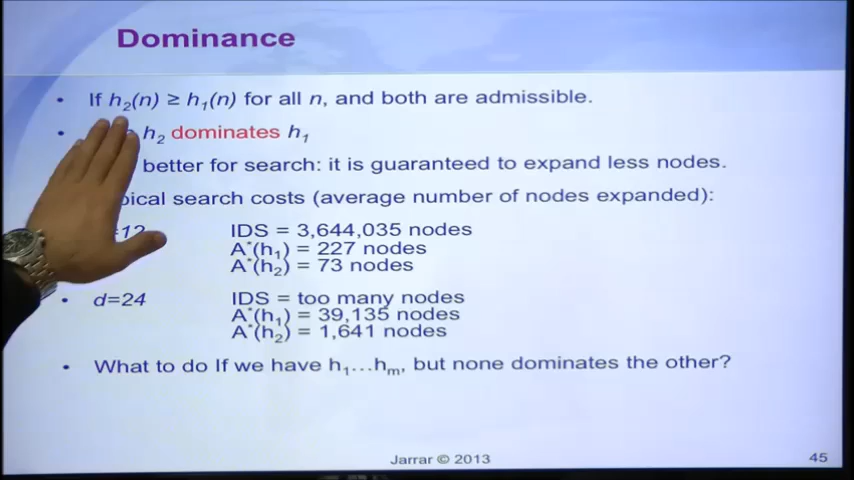 Dominance
• If h₂(n) ≥ h₁(n) for all n, and both are admissible.
• h₂ dominates h₁
better for search: it is guaranteed to expand less nodes.
search costs (average number of nodes expanded):
=12 IDS = 3,644,035 nodes
A*(h₁) = 227 nodes
A*(h₂) = 73 nodes
• d=24 IDS = too many nodes
A*(h₁) = 39,135 nodes
A*(h₂) = 1,641 nodes
• What to do If we have h₁...hₘ, but none dominates the other?
Jarrar © 2013
45